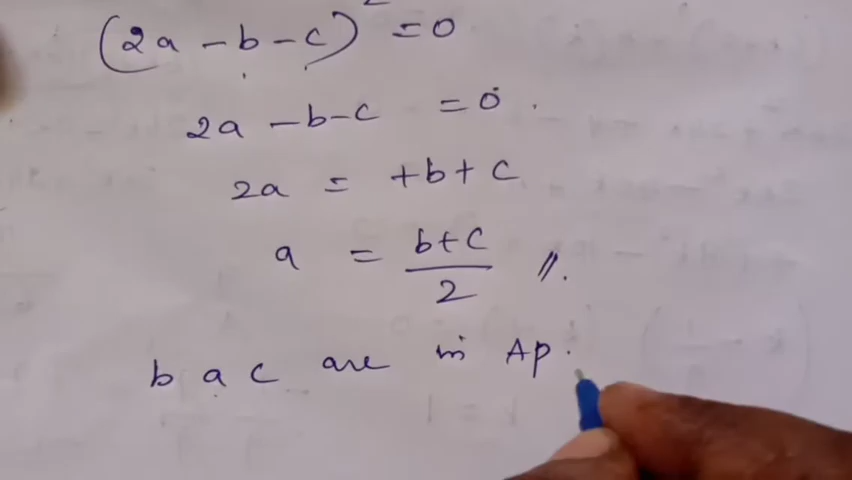 (2a - b - c)² = 0
2a - b - c = 0.
2a = +b + c
a = b+c/2 //.
b a c are in AP.